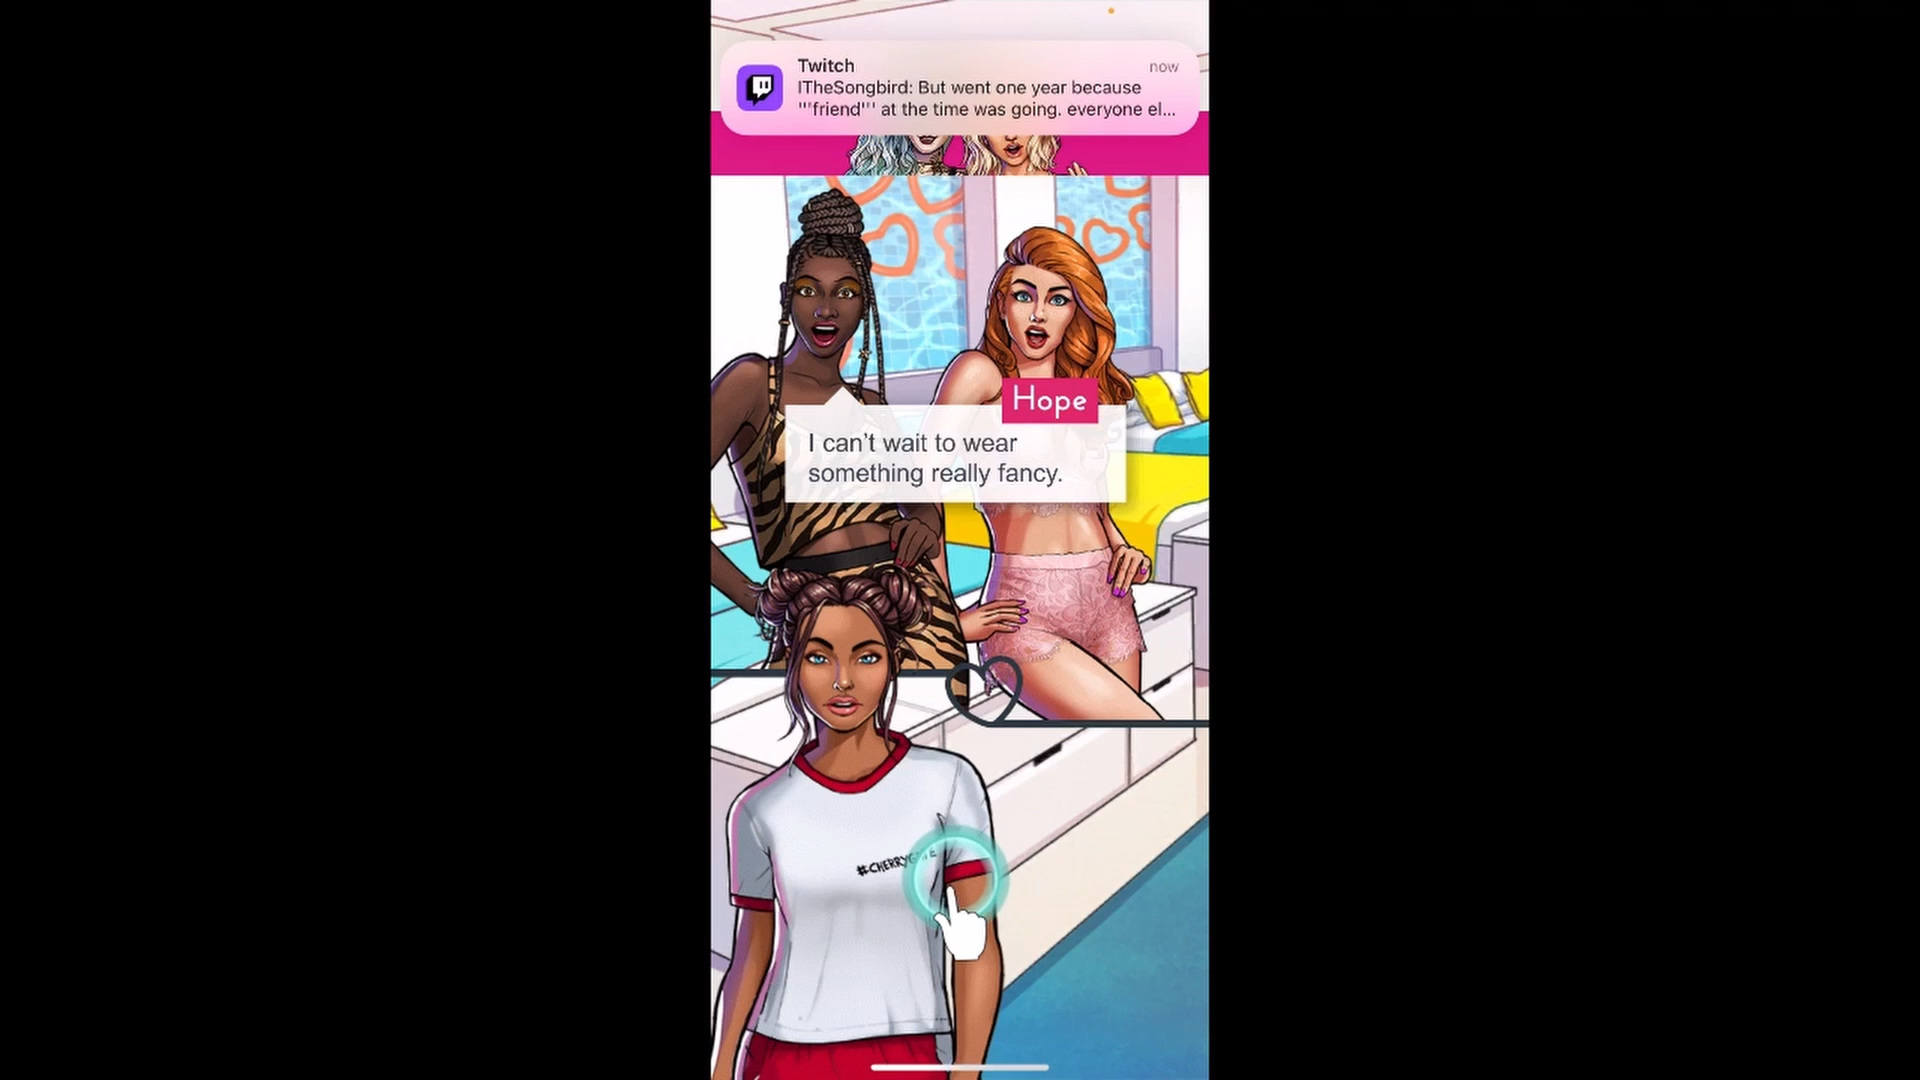 Twitch
now
ITheSongbird: But went one year because
"'friend'" at the time was going. everyone el...
Hope
I can't wait to wear
something really fancy.